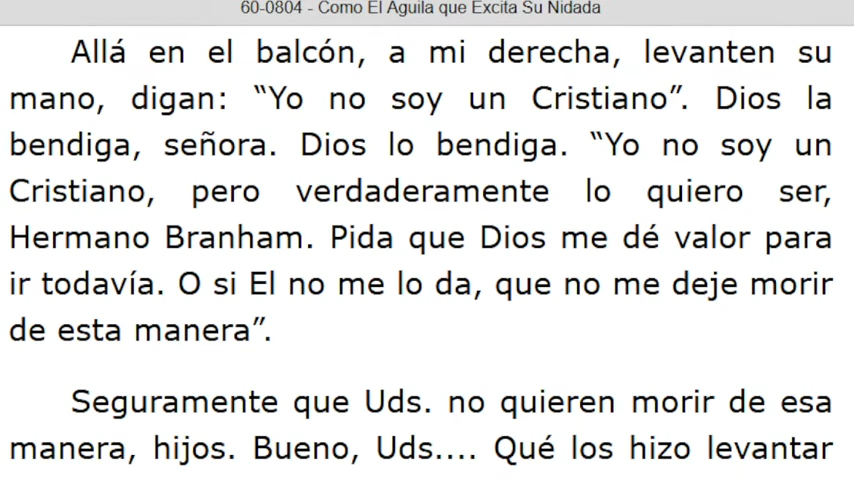 60-0804 - Como El Aguila que Excita Su Nidada
Allá en el balcón, a mi derecha, levanten su
mano, digan: “Yo no soy un Cristiano”. Dios la
bendiga, señora. Dios lo bendiga. “Yo no soy un
Cristiano, pero verdaderamente lo quiero ser,
Hermano Branham. Pida que Dios me dé valor para
ir todavía. O si El no me lo da, que no me deje morir
de esta manera”.
Seguramente que Uds. no quieren morir de esa
manera, hijos. Bueno, Uds.... Qué los hizo levantar